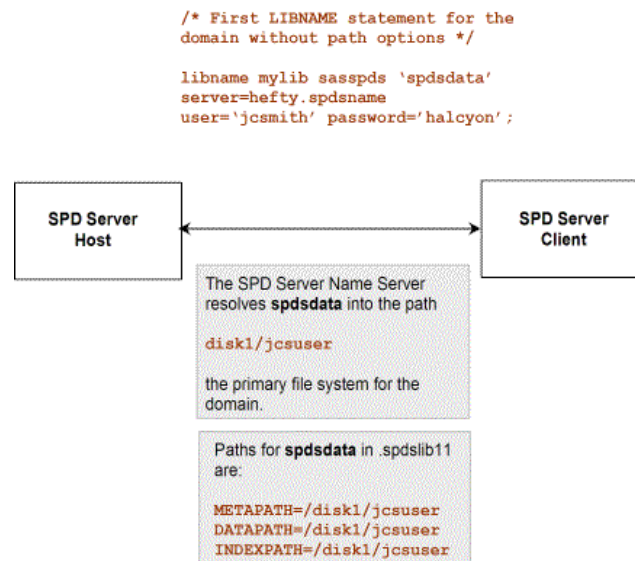 /* First LIBNAME statement for the
domain without path options */
libname mylib sasspds ‘spdsdata’
server=hefty.spdsname
user=‘jcsmith’ password=’halcyon’;
SPD Server
Host
SPD Server
Client
The SPD Server Name Server
resolves spdsdata into the path
disk1/jcsuser
the primary file system for the
domain.
Paths for spdsdata in .spdslib11
are:
METAPATH=/disk1/jcsuser
DATAPATH=/disk1/jcsuser
INDEXPATH=/disk1/jcsuser